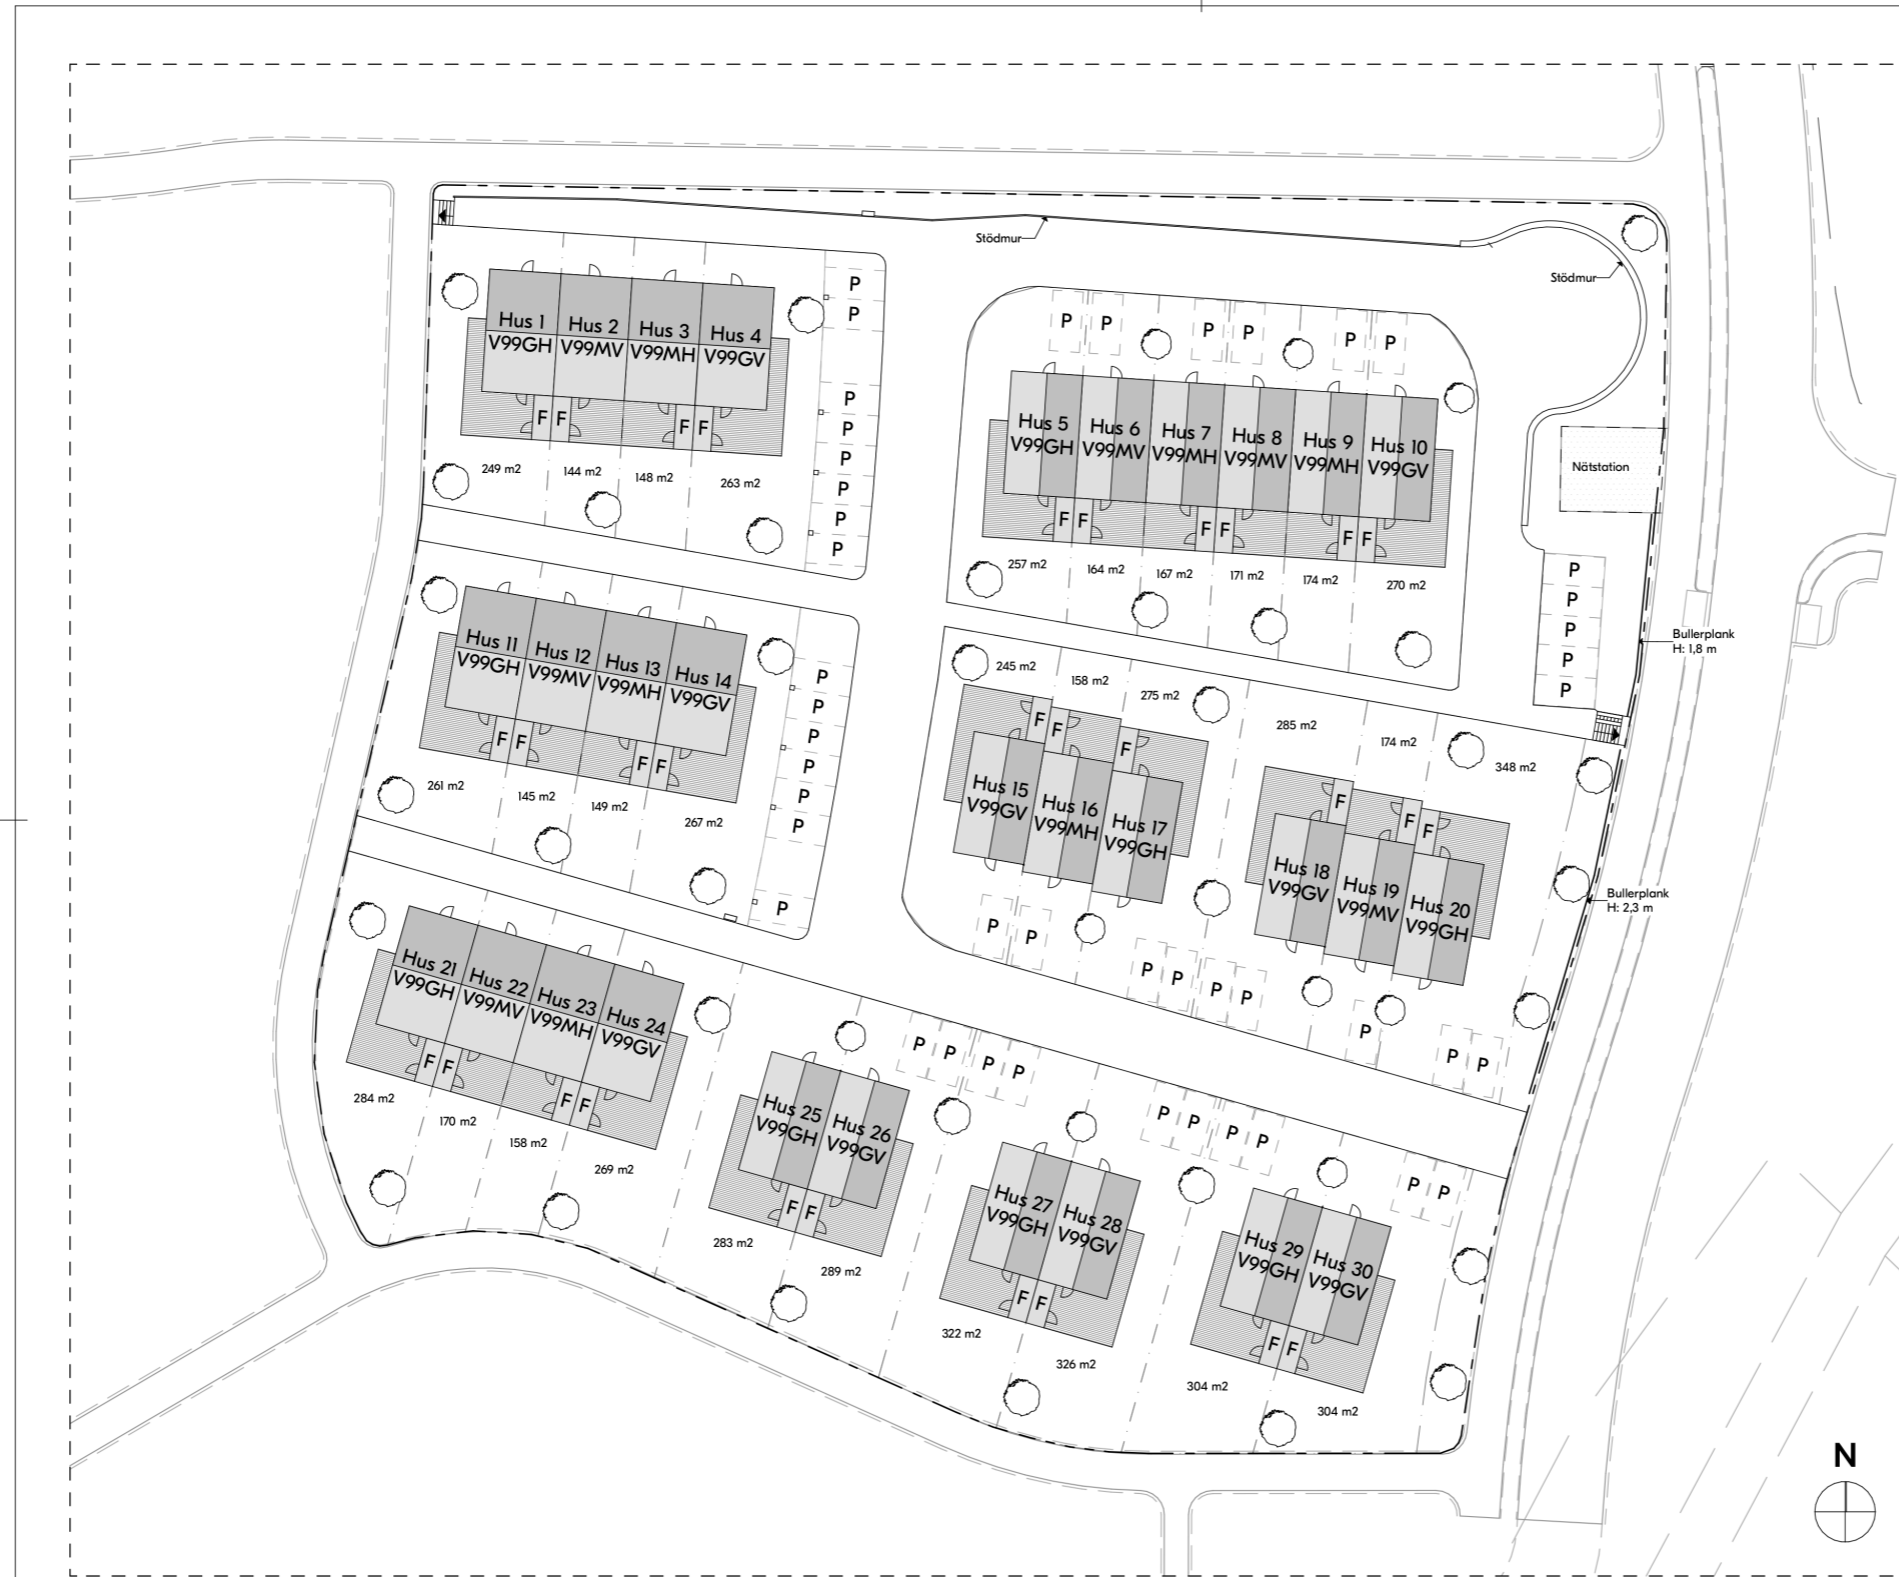 Stödmur
Stödmur
P
P
P
P
P
P
P
P
Hus 1
V99GH
Hus 2
V99MV
Hus 3
V99MH
Hus 4
V99GV
F F
F F
249 m2
144 m2
148 m2
263 m2
P P
P P
P P
Hus 5
V99GH
Hus 6
V99MV
Hus 7
V99MH
Hus 8
V99MV
Hus 9
V99MH
Hus 10
V99GV
F F
F F
F F
257 m2
164 m2
167 m2
171 m2
174 m2
270 m2
Nätstation
P
P
P
P
P
Bullerplank
H: 1,8 m
Hus 11
V99GH
Hus 12
V99MV
Hus 13
V99MH
Hus 14
V99GV
F F
F F
261 m2
145 m2
149 m2
267 m2
P
P
P
P
P
P
P
245 m2
158 m2
275 m2
F F
F
Hus 15
V99GV
Hus 16
V99MH
Hus 17
V99GH
P P
P P
P P
285 m2
174 m2
348 m2
F
F F
Hus 18
V99GV
Hus 19
V99MV
Hus 20
V99GH
P
P P
Bullerplank
H: 2,3 m
Hus 21
V99GH
Hus 22
V99MV
Hus 23
V99MH
Hus 24
V99GV
F F
F F
284 m2
170 m2
158 m2
269 m2
P P
P P
Hus 25
V99GH
Hus 26
V99GV
F F
283 m2
289 m2
P P
P P
Hus 27
V99GH
Hus 28
V99GV
F F
322 m2
326 m2
P P
Hus 29
V99GH
Hus 30
V99GV
F F
304 m2
304 m2
N